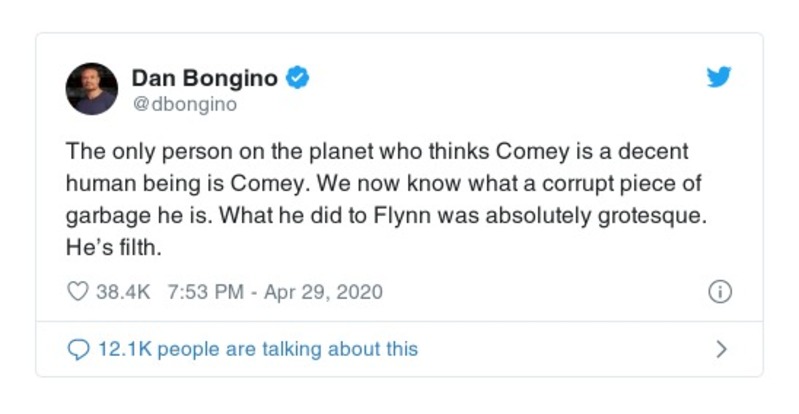 Dan Bongino
@dbongino
The only person on the planet who thinks Comey is a decent
human being is Comey. We now know what a corrupt piece of
garbage he is. What he did to Flynn was absolutely grotesque.
He's filth.
38.4K 7:53 PM - Apr 29, 2020
12.1K people are talking about this